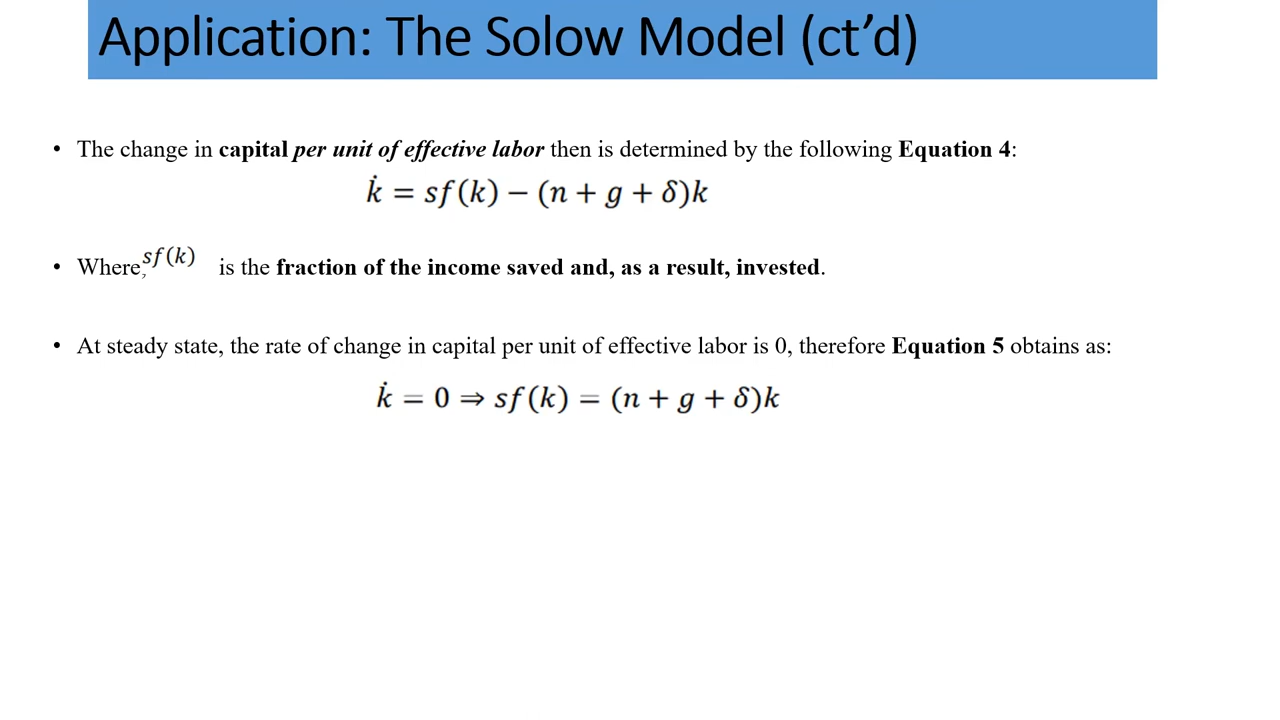 Application: The Solow Model (ct’d)
• The change in capital per unit of effective labor then is determined by the following Equation 4:
k̇ = sf(k) − (n + g + δ)k
• Where, sf(k) is the fraction of the income saved and, as a result, invested.
• At steady state, the rate of change in capital per unit of effective labor is 0, therefore Equation 5 obtains as:
k̇ = 0 ⇒ sf(k) = (n + g + δ)k